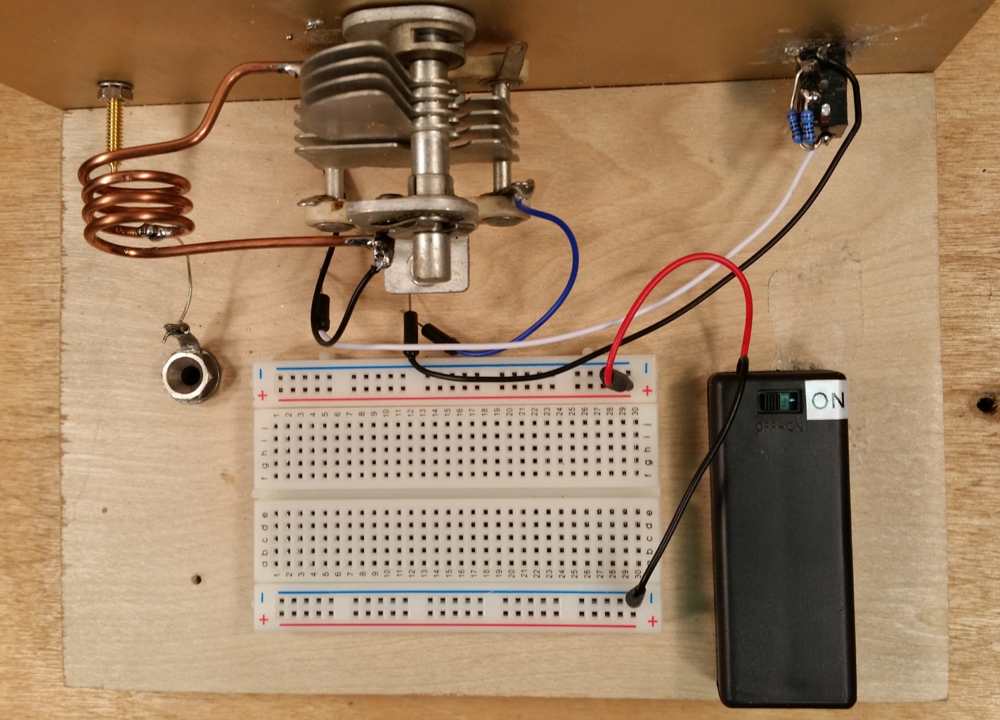 ON
OFF-ON
- -
+ +
1 2 3 4 5 6 7 8 9 10 11 12 13 14 15 16 17 18 19 20 21 22 23 24 25 26 27 28 29 30
j j
i i
h h
g g
f f
e e
d d
c c
b b
a
1 2 3 4 5 6 7 8 9 10 11 12 13 14 15 16 17 18 19 20 21 22 23 24 25 26 27 28 29 30
- -
+ +